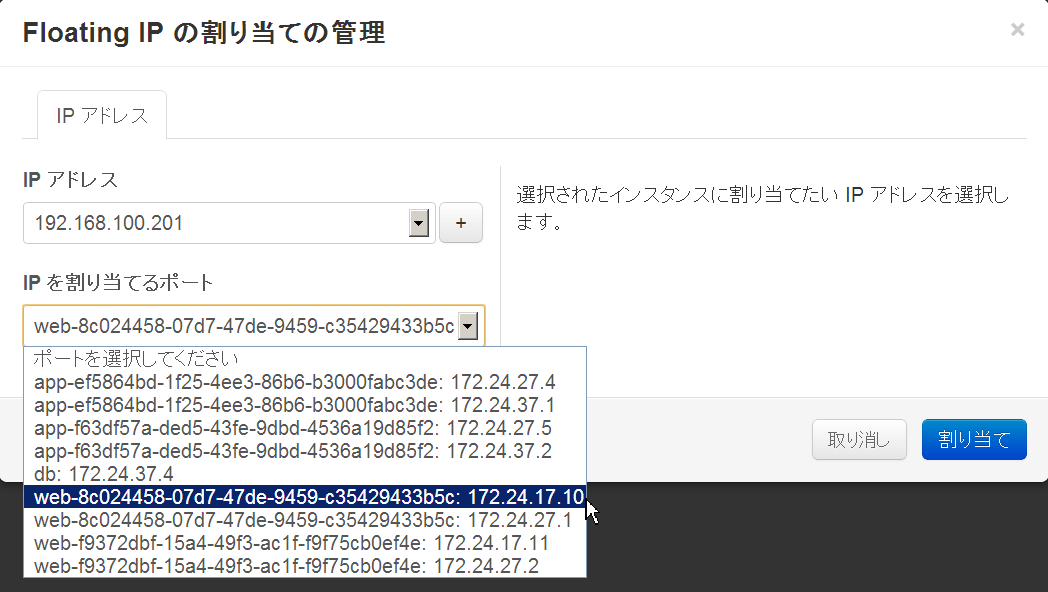 Floating IP の割り当ての管理
×
IP アドレス
IP アドレス
192.168.100.201
+
選択されたインスタンスに割り当てたい IP アドレスを選択し
ます。
IP を割り当てるポート
web-8c024458-07d7-47de-9459-c35429433b5c
ポートを選択してください
app-ef5864bd-1f25-4ee3-86b6-b3000fabc3de: 172.24.27.4
app-ef5864bd-1f25-4ee3-86b6-b3000fabc3de: 172.24.37.1
app-f63df57a-ded5-43fe-9dbd-4536a19d85f2: 172.24.27.5
app-f63df57a-ded5-43fe-9dbd-4536a19d85f2: 172.24.37.2
db: 172.24.37.4
web-8c024458-07d7-47de-9459-c35429433b5c: 172.24.17.10
web-8c024458-07d7-47de-9459-c35429433b5c: 172.24.27.1
web-f9372dbf-15a4-49f3-ac1f-f9f75cb0ef4e: 172.24.17.11
web-f9372dbf-15a4-49f3-ac1f-f9f75cb0ef4e: 172.24.27.2
取り消し
割り当て